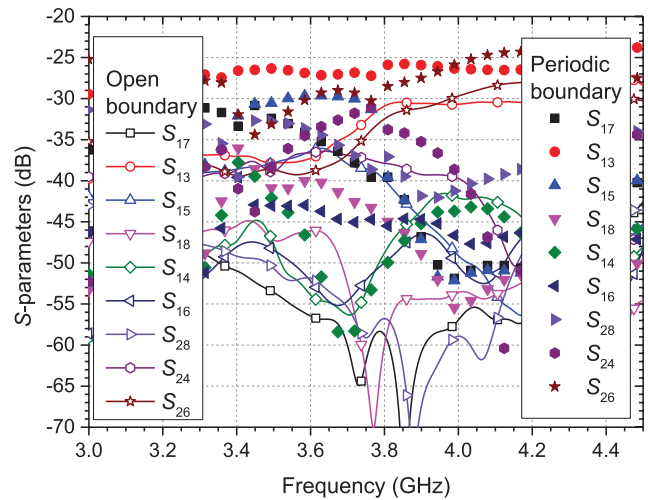 -20
-25
-30
-35
-40
-45
-50
-55
-60
-65
-70
S-parameters (dB)
3.0
3.4
3.6
3.8
4.0
4.2
4.4
Frequency (GHz)
Open
boundary
S17
S13
S15
S18
S14
S16
S28
S24
S26
Periodic
boundary
S17
S13
S15
S18
S14
S16
S28
S24
S26